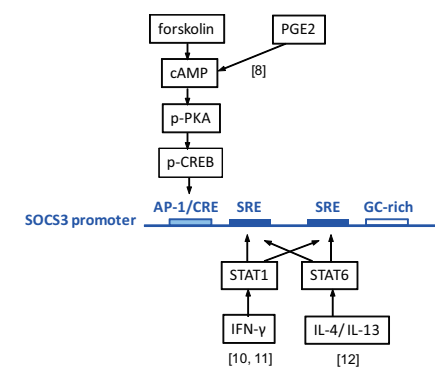 forskolin
PGE2
cAMP
[8]
p-PKA
p-CREB
AP-1/CRE SRE SRE GC-rich
SOCS3 promoter
STAT1 STAT6
IFN-γ IL-4/ IL-13
[10, 11] [12]